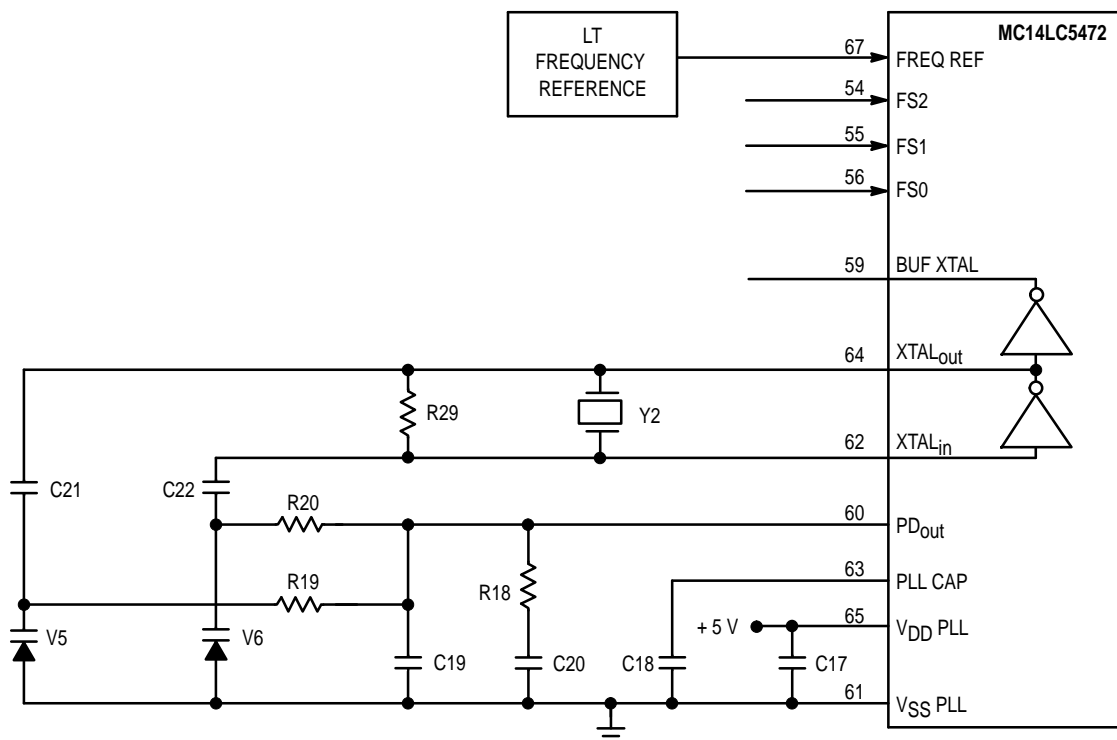 MC14LC5472
LT
FREQUENCY
REFERENCE
67
FREQ REF
54
FS2
55
FS1
56
FS0
59
BUF XTAL
64
XTALout
R29
Y2
62
XTALin
C21
C22
R20
60
PDout
63
PLL CAP
R19
R18
+ 5 V
65
VDD PLL
V5
V6
C19
C20
C18
C17
61
VSS PLL